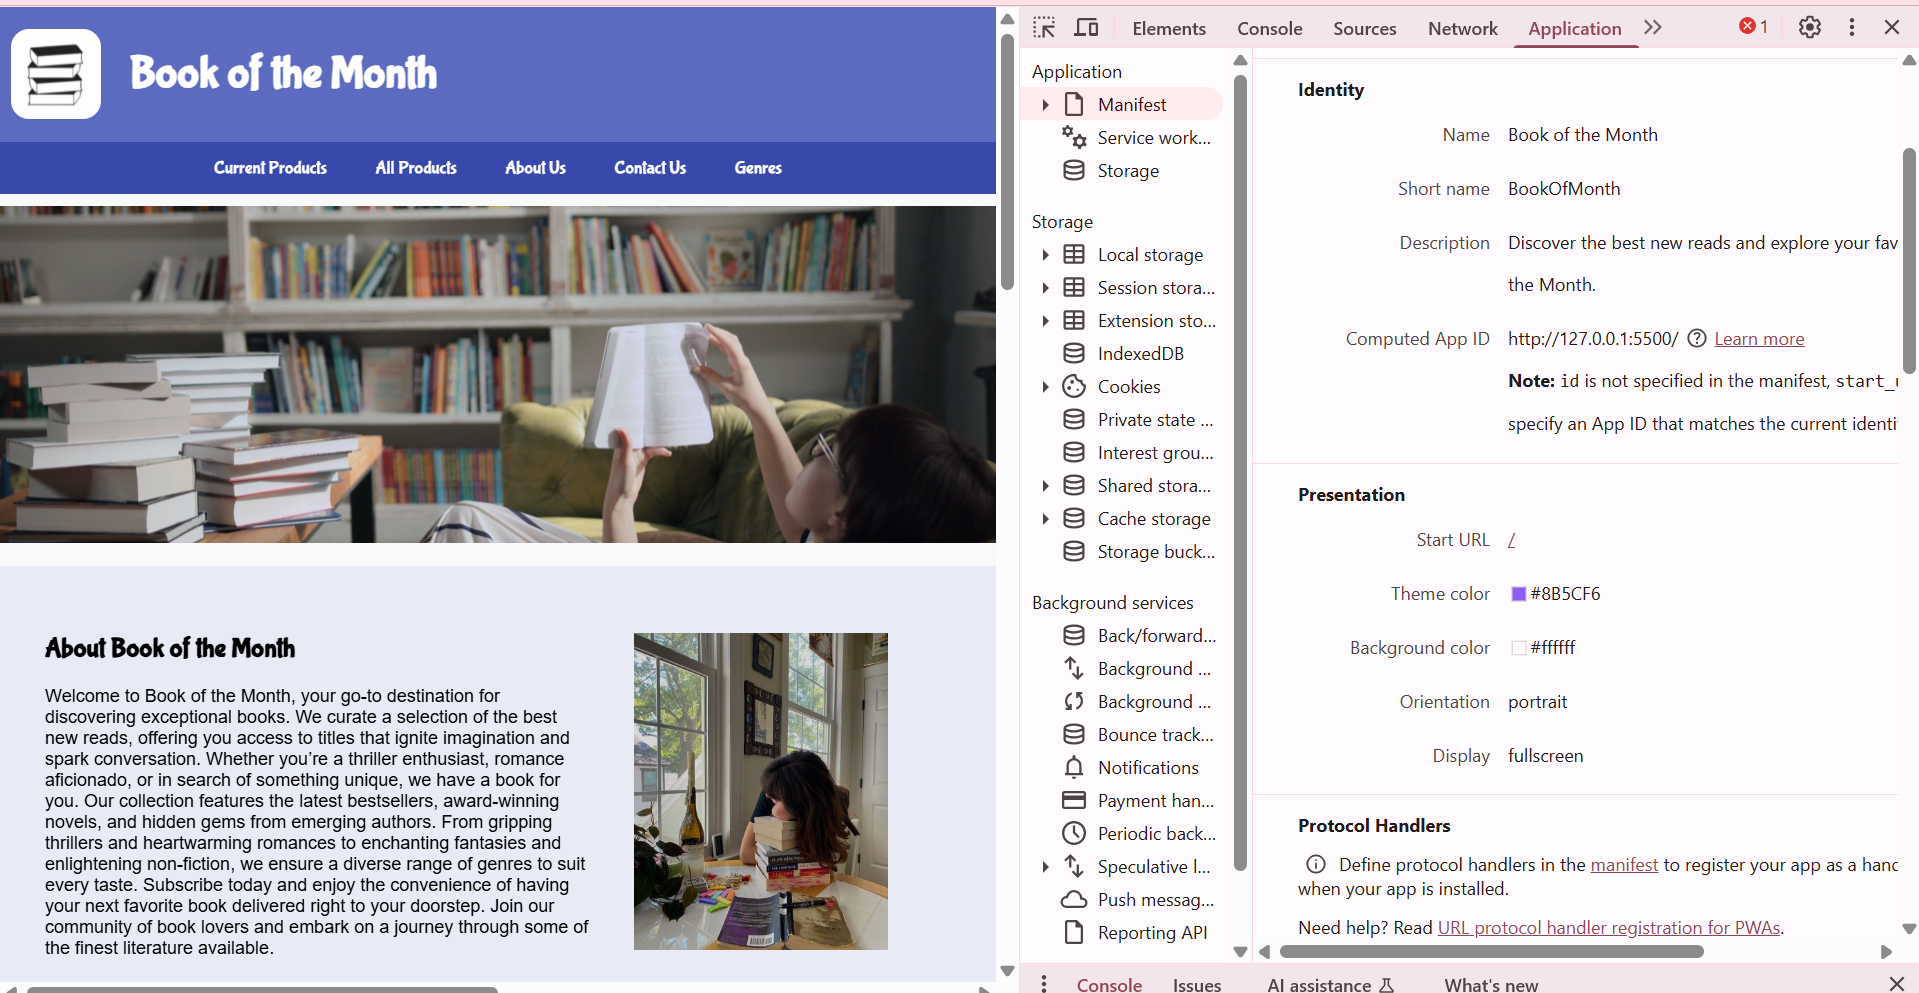 Book of the Month
Current Products All Products About Us Contact Us Genres
About Book of the Month
Welcome to Book of the Month, your go-to destination for
discovering exceptional books. We curate a selection of the best
new reads, offering you access to titles that ignite imagination and
spark conversation. Whether you’re a thriller enthusiast, romance
aficionado, or in search of something unique, we have a book for
you. Our collection features the latest bestsellers, award-winning
novels, and hidden gems from emerging authors. From gripping
thrillers and heartwarming romances to enchanting fantasies and
enlightening non-fiction, we ensure a diverse range of genres to suit
every taste. Subscribe today and enjoy the convenience of having
your next favorite book delivered right to your doorstep. Join our
community of book lovers and embark on a journey through some of
the finest literature available.
Elements Console Sources Network Application 1
Application
Manifest
Service work...
Storage
Storage
Local storage
Session stora...
Extension sto...
IndexedDB
Cookies
Private state ...
Interest grou...
Shared stora...
Cache storage
Storage buck...
Background services
Back/forward...
Background ...
Background ...
Bounce track...
Notifications
Payment han...
Periodic back...
Speculative l...
Push messag...
Reporting API
Identity
Name Book of the Month
Short name BookOfMonth
Description Discover the best new reads and explore your fav
the Month.
Computed App ID http://127.0.0.1:5500/ Learn more
Note: id is not specified in the manifest, start_u
specify an App ID that matches the current identi
Presentation
Start URL /
Theme color #8B5CF6
Background color #ffffff
Orientation portrait
Display fullscreen
Protocol Handlers
Define protocol handlers in the manifest to register your app as a hand
when your app is installed.
Need help? Read URL protocol handler registration for PWAs.
Console Issues AI assistance What's new